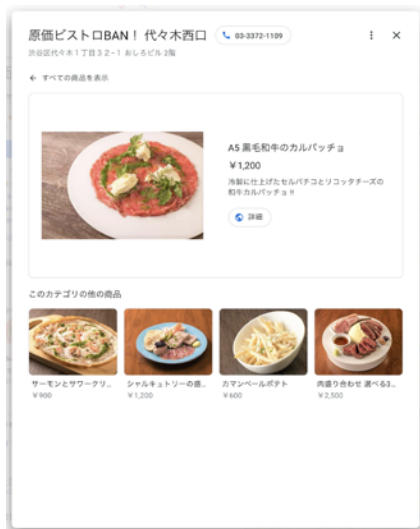 原価ビストロBAN！ 代々木西口
03-3372-1109
渋谷区代々木１丁目３２−１ おしろビル 2階
すべての商品を表示
A5 黒毛和牛のカルパッチョ
￥1,200
冷製に仕上げたセルバチコとリコッタチーズの
和牛カルパッチョ !!
詳細
このカテゴリの他の商品
サーモンとサワークリ...
￥900
シャルキュトリーの盛...
￥1,200
カマンベールポテト
￥600
肉盛り合わせ 選べる3...
￥2,500